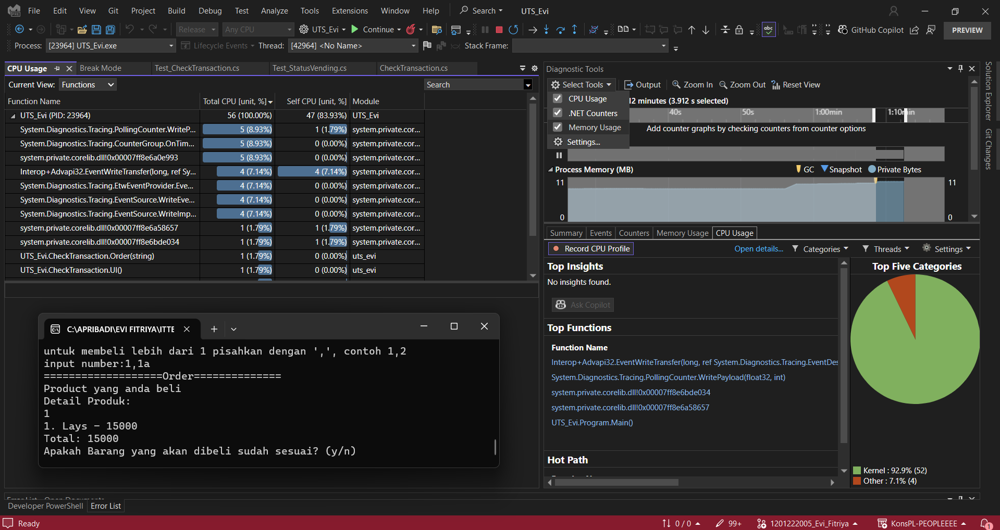 PRE File Edit View Git Project Build Debug Test Analyze Tools Extensions Window Help Search UTS_Evi
Release Any CPU UTS_Evi Continue abc GitHub Copilot PREVIEW
Process: [23964] UTS_Evi.exe Lifecycle Events Thread: [42964] <No Name> Stack Frame:
CPU Usage Break Mode Test_CheckTransaction.cs Test_StatusVending.cs CheckTransaction.cs
Current View: Functions Search
Function Name Total CPU [unit, %] Self CPU [unit, %] Module
UTS_Evi (PID: 23964) 56 (100.00%) 47 (83.93%) UTS_Evi
System.Diagnostics.Tracing.PollingCounter.WriteP... 5 (8.93%) 1 (1.79%) system.private.cor...
System.Diagnostics.Tracing.CounterGroup.OnTim... 5 (8.93%) 0 (0.00%) system.private.cor...
system.private.corelib.dll!0x00007ff8e6a0e993 5 (8.93%) 0 (0.00%) system.private.cor...
Interop+Advapi32.EventWriteTransfer(long, ref Sy... 4 (7.14%) 4 (7.14%) system.private.cor...
System.Diagnostics.Tracing.EtwEventProvider.Eve... 4 (7.14%) 0 (0.00%) system.private.cor...
System.Diagnostics.Tracing.EventSource.WriteEve... 4 (7.14%) 0 (0.00%) system.private.cor...
System.Diagnostics.Tracing.EventSource.WriteImp... 4 (7.14%) 0 (0.00%) system.private.cor...
system.private.corelib.dll!0x00007ff8e6a58657 1 (1.79%) 1 (1.79%) system.private.cor...
system.private.corelib.dll!0x00007ff8e6bde034 1 (1.79%) 1 (1.79%) system.private.cor...
UTS_Evi.CheckTransaction.Order(string) 1 (1.79%) 0 (0.00%) uts_evi
UTS_Evi.CheckTransaction.UI() 1 (1.79%) 0 (0.00%) uts_evi
C:\APRIBADI\EVI FITRIYA\ITTE
untuk membeli lebih dari 1 pisahkan dengan ',', contoh 1,2
input number:1,1a
===================Order==============
Product yang anda beli
Detail Produk:
1
1. Lays - 15000
Total: 15000
Apakah Barang yang akan dibeli sudah sesuai? (y/n)
Diagnostic Tools
Select Tools Output Zoom In Zoom Out Reset View
CPU Usage
.NET Counters
Memory Usage
Settings...
12 minutes (3.912 s selected)
40s 50s 1:00min 1:10min
Add counter graphs by checking counters from counter options
Process Memory (MB) GC Snapshot Private Bytes
11 11
0 0
Summary Events Counters Memory Usage CPU Usage
Record CPU Profile Open details... Categories Threads Settings
Top Insights
No insights found.
Ask Copilot
Top Functions
Function Name
Interop+Advapi32.EventWriteTransfer(long, ref System.Diagnostics.Tracing.EventDes
System.Diagnostics.Tracing.PollingCounter.WritePayload(float32, int)
system.private.corelib.dll!0x00007ff8e6bde034
system.private.corelib.dll!0x00007ff8e6a58657
UTS_Evi.Program.Main()
Hot Path
Top Five Categories
Kernel : 92.9% (52)
Other : 7.1% (4)
Solution Explorer
Git Changes
Developer PowerShell Error List
Ready 0 / 0 99+ 1201222005_Evi_Fitriya KonsPL-PEOPLEEEE 1